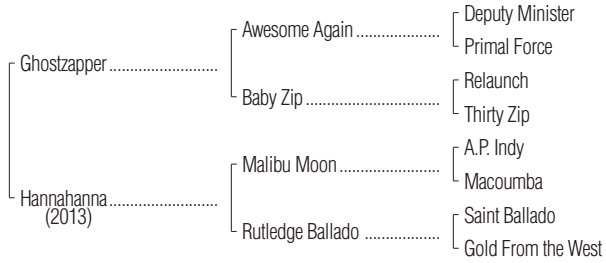 Deputy Minister
Awesome Again ..................
Primal Force
Ghostzapper .......................
Relaunch
Baby Zip .............................
Thirty Zip
A.P. Indy
Malibu Moon ......................
Macoumba
Hannahanna .......................
(2013)
Saint Ballado
Rutledge Ballado ................
Gold From the West